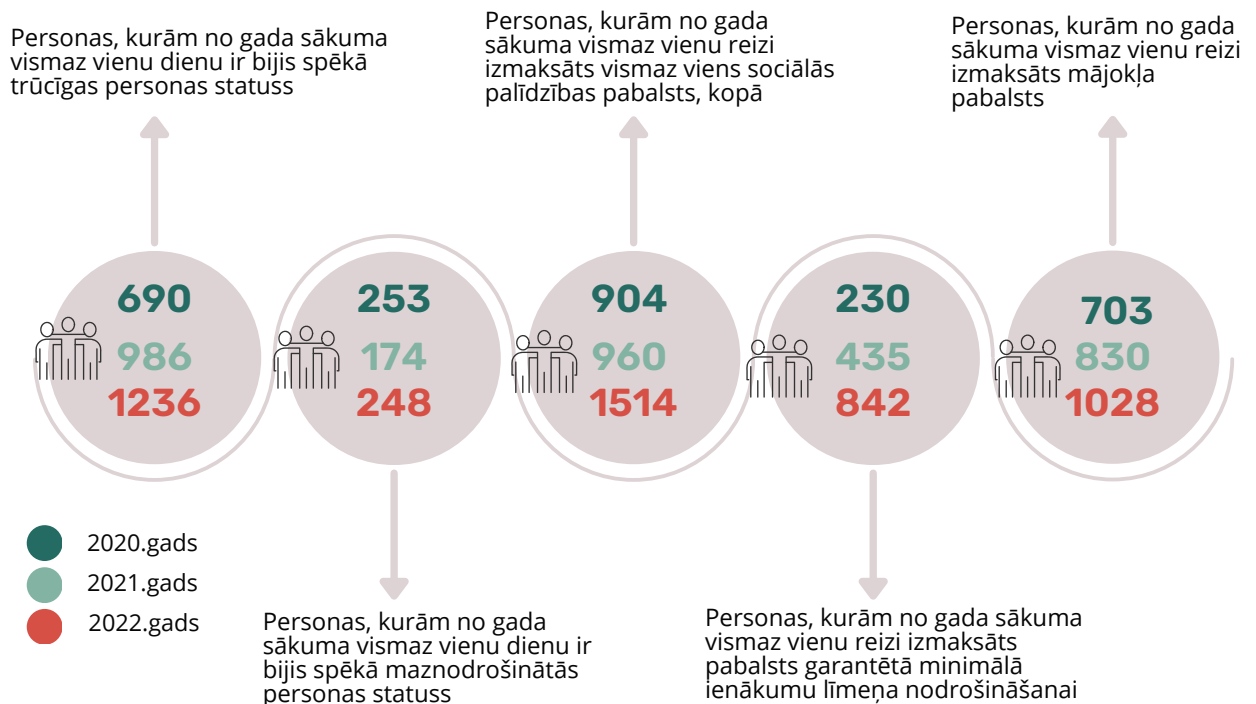 Personas, kurām no gada sākuma
vismaz vienu dienu ir bijis spēkā
trūcīgas personas statuss
Personas, kurām no gada
sākuma vismaz vienu reizi
izmaksāts vismaz viens sociālās
palīdzības pabalsts, kopā
Personas, kurām no gada
sākuma vismaz vienu reizi
izmaksāts mājokļa
pabalsts
690
986
1236
253
174
248
904
960
1514
230
435
842
703
830
1028
2020.gads
2021.gads
2022.gads
Personas, kurām no gada
sākuma vismaz vienu dienu ir
bijis spēkā maznodrošinātās
personas statuss
Personas, kurām no gada sākuma
vismaz vienu reizi izmaksāts
pabalsts garantētā minimālā
ienākumu līmeņa nodrošināšanai